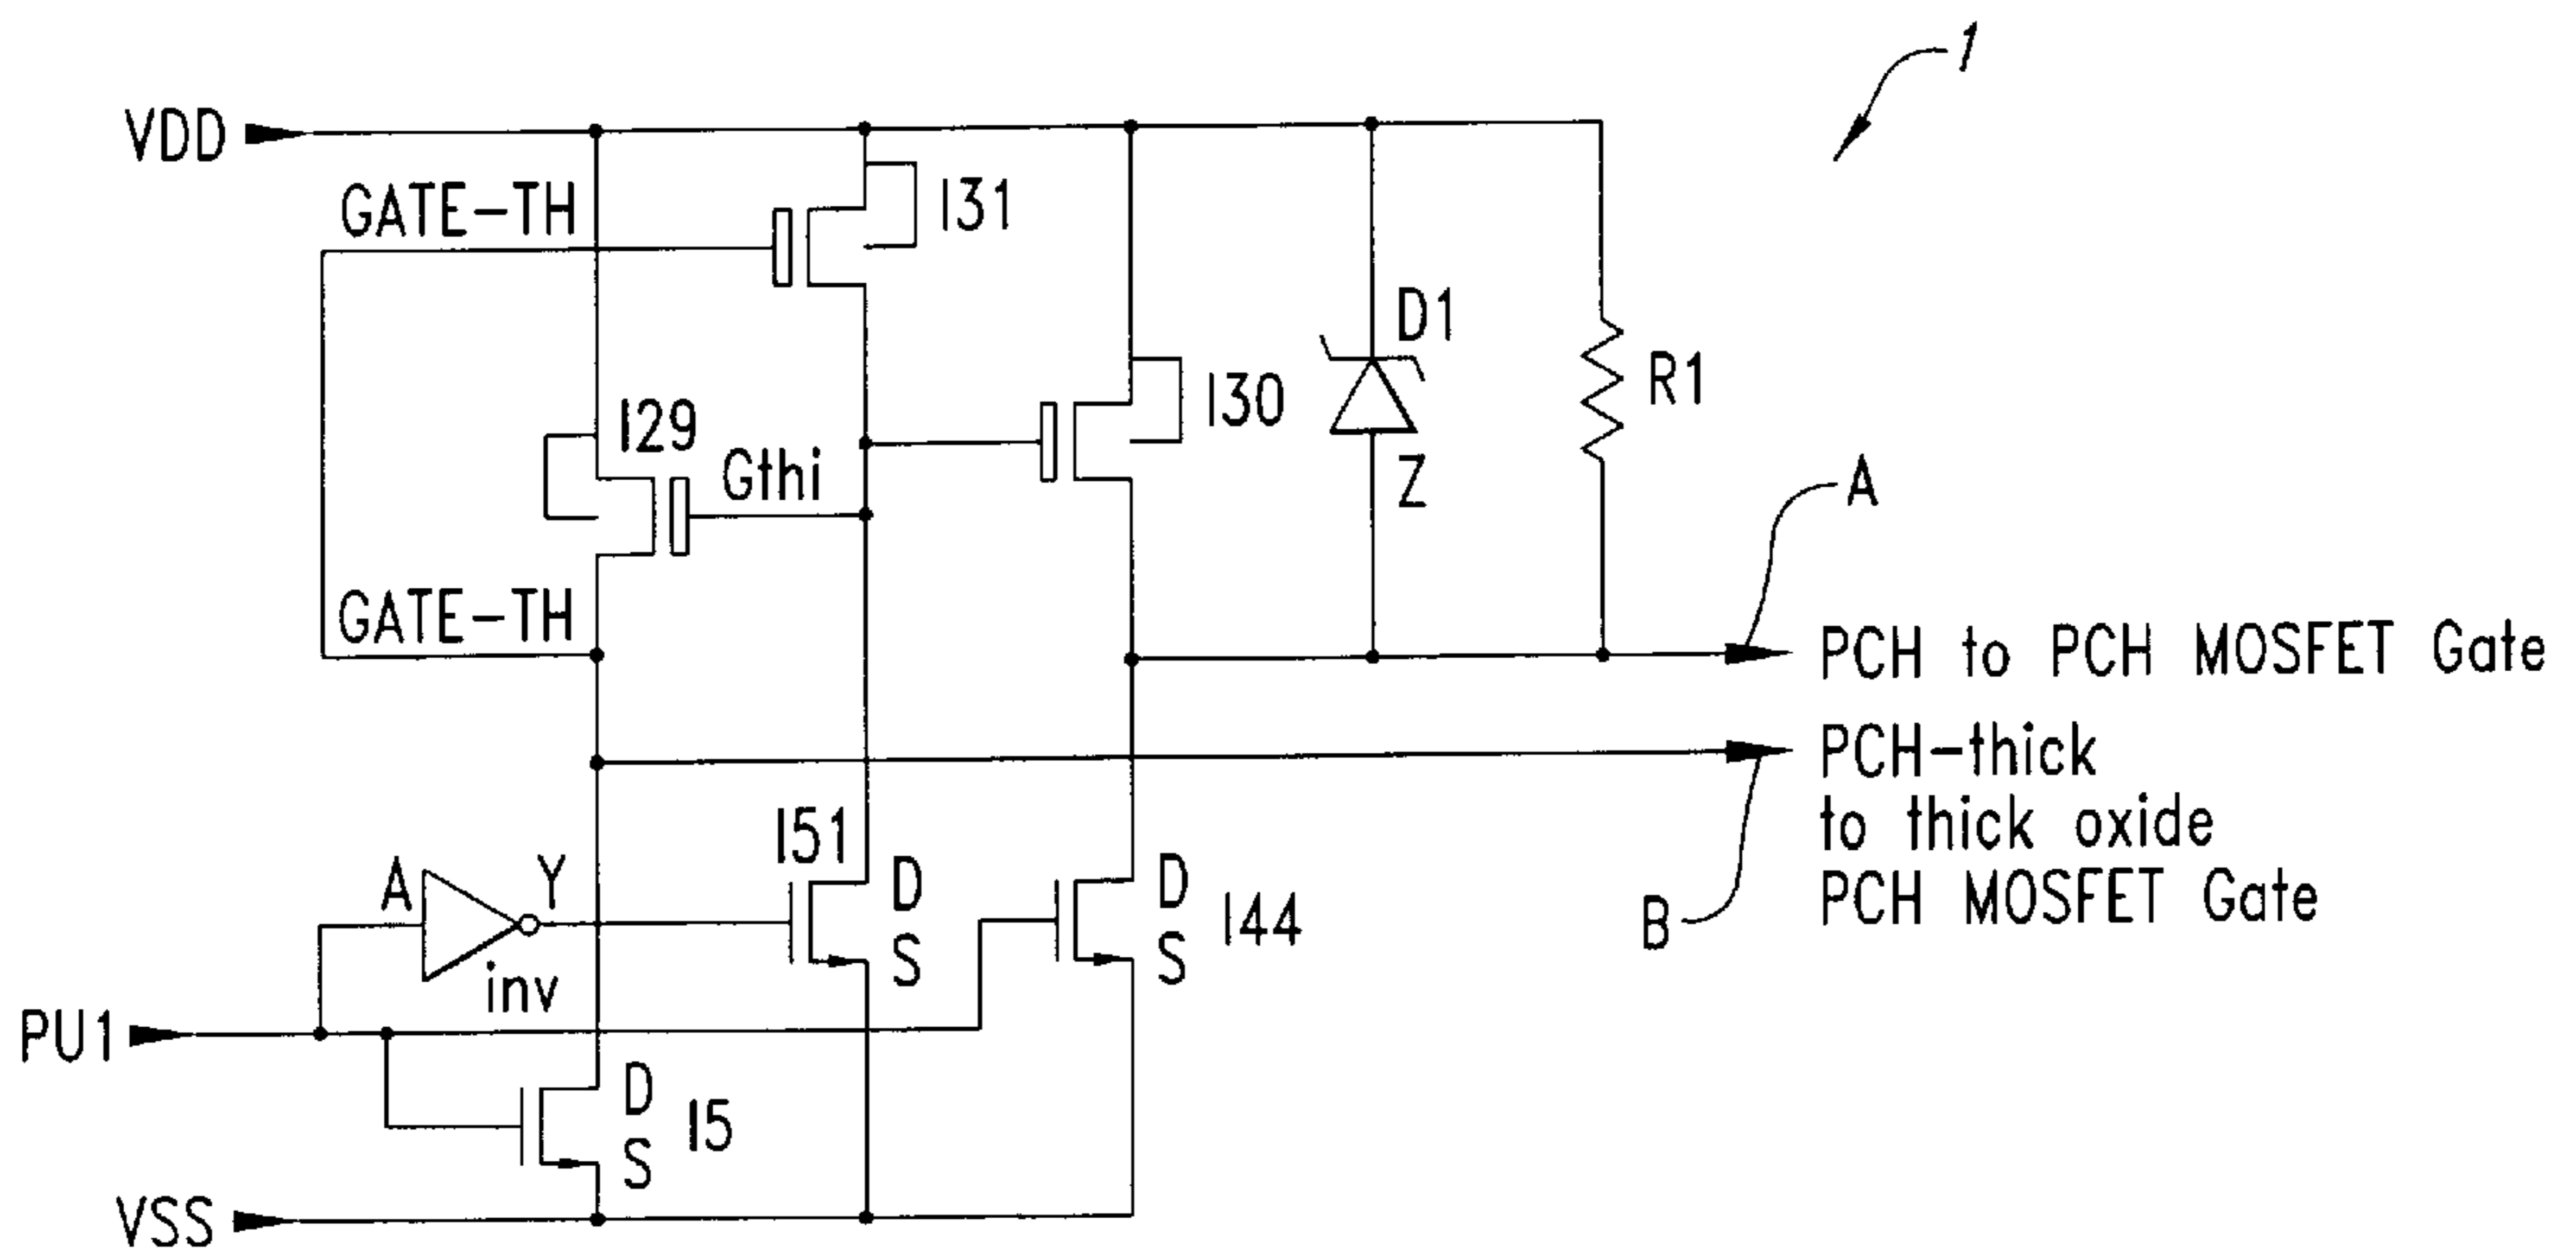 1
VDD
GATE-TH
I31
D1
I30
R1
I29
Gthi
Z
A
GATE-TH
PCH to PCH MOSFET Gate
PCH-thick
to thick oxide
PCH MOSFET Gate
B
I51
D
S
D
S
I44
A
Y
inv
PU1
D
S
I5
VSS